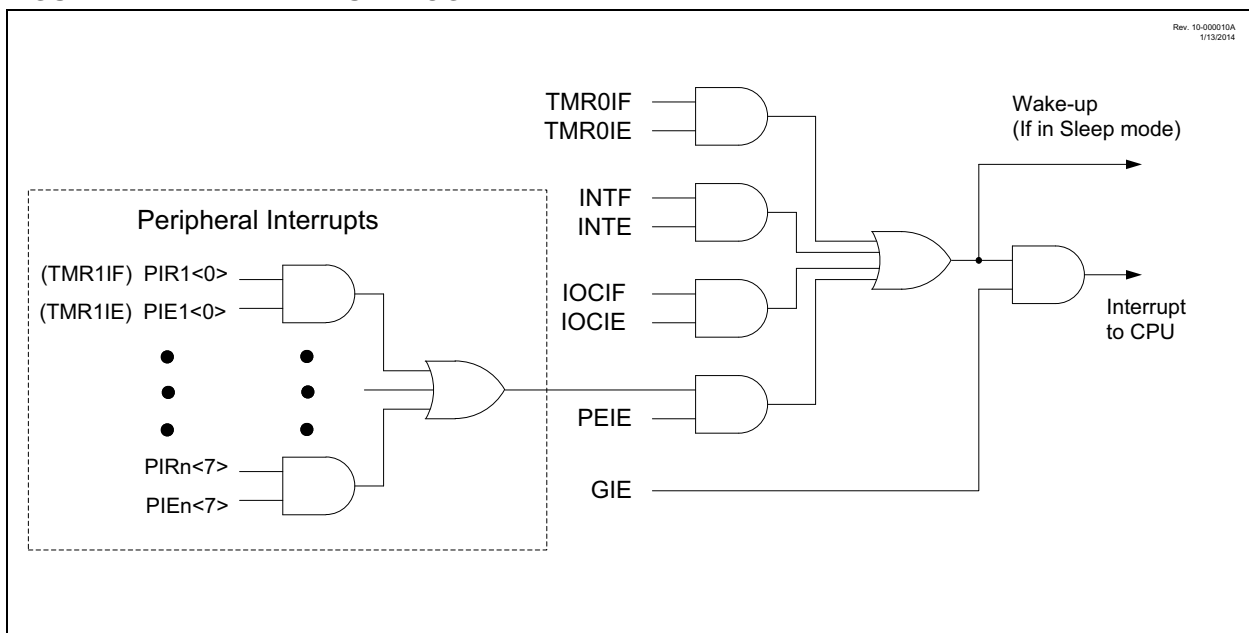 Rev. 10-000010A
1/13/2014
TMR0IF
TMR0IE
Wake-up
(If in Sleep mode)
INTF
INTE
Peripheral Interrupts
(TMR1IF) PIR1<0>
(TMR1IE) PIE1<0>
IOCIF
IOCIE
Interrupt
to CPU
PEIE
PIRn<7>
PIEn<7>
GIE